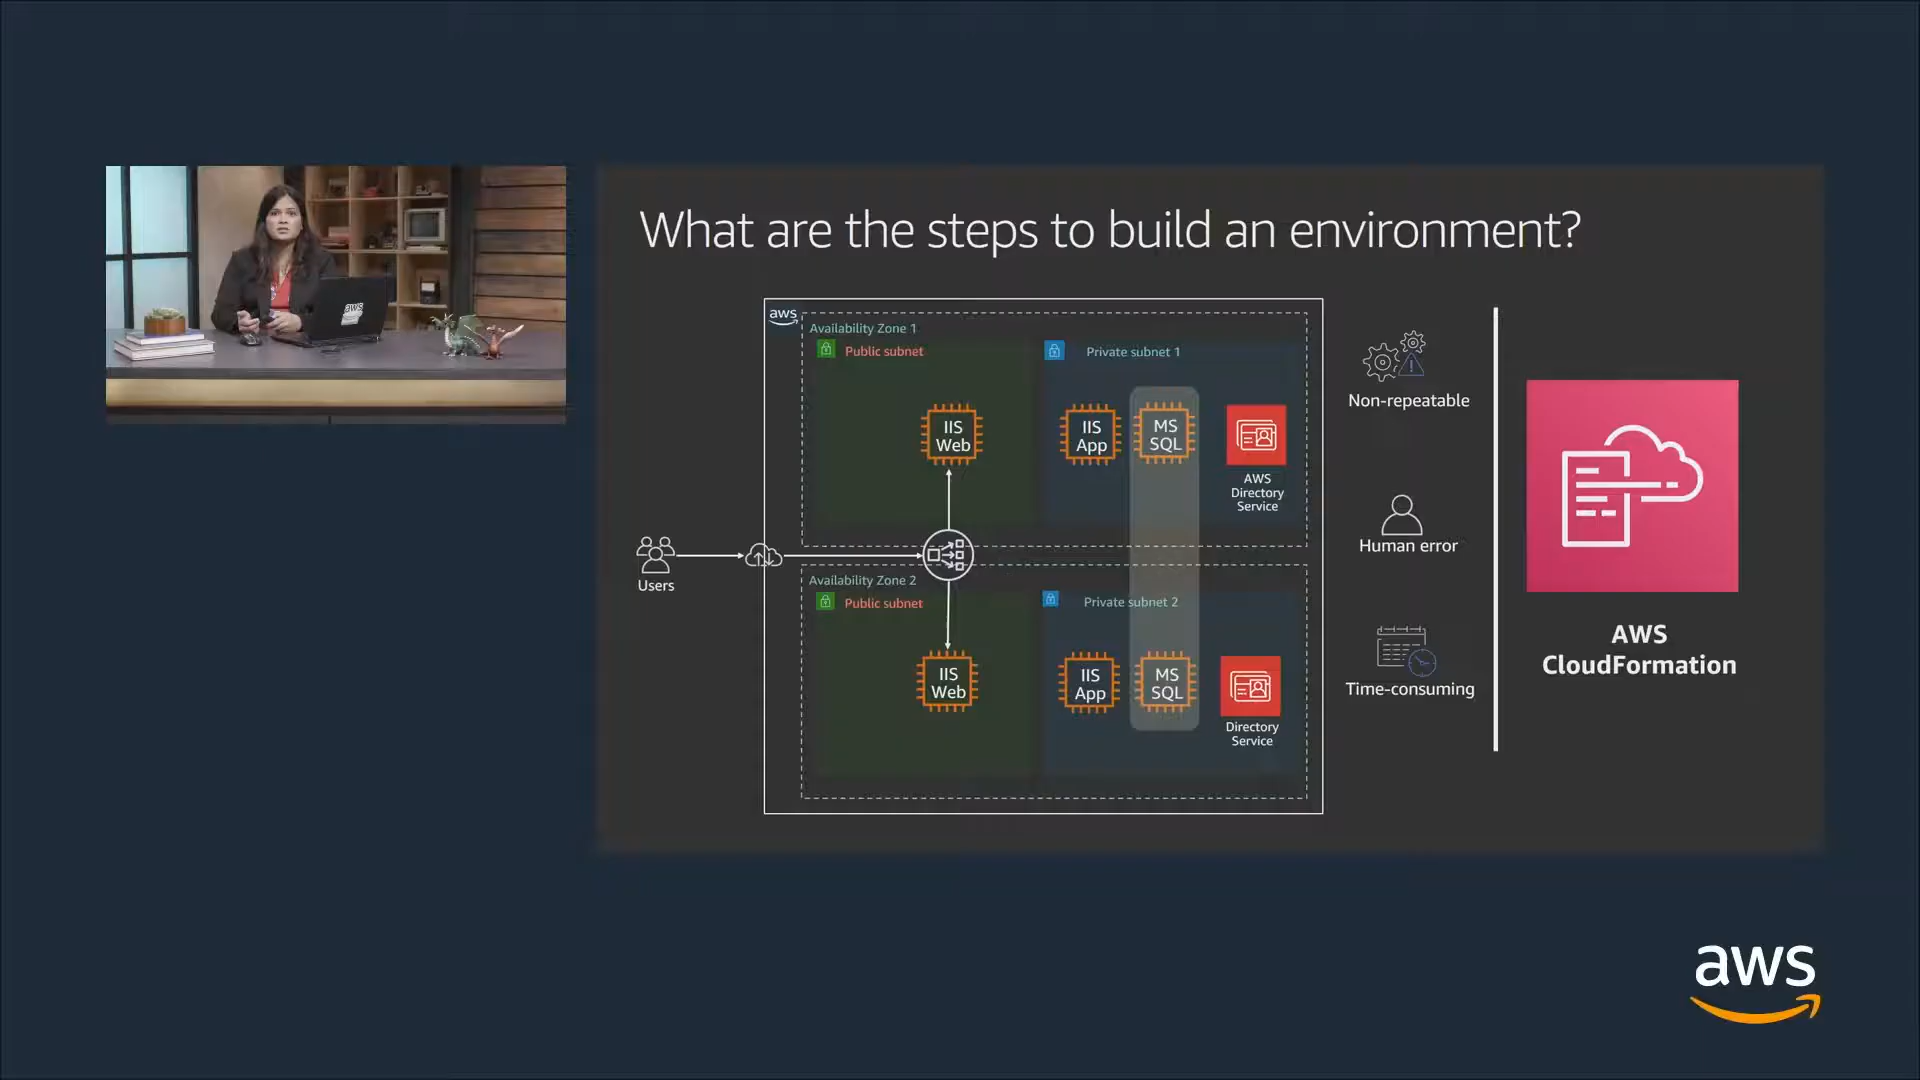 What are the steps to build an environment?
aws
Availability Zone 1
Public subnet
Private subnet 1
IIS
Web
IIS
App
MS
SQL
AWS
Directory
Service
Users
Availability Zone 2
Public subnet
Private subnet 2
IIS
Web
IIS
App
MS
SQL
Directory
Service
Non-repeatable
Human error
Time-consuming
AWS
CloudFormation
aws
aws